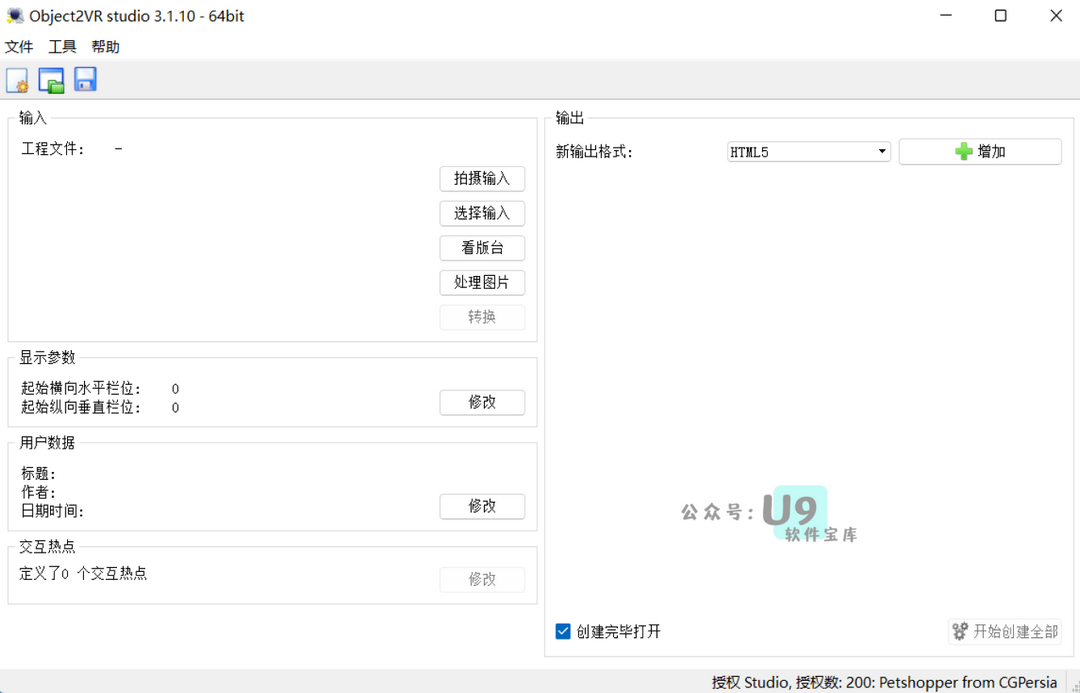 Object2VR studio 3.1.10 - 64bit
文件 工具 帮助
输入
工程文件: -
拍摄输入
选择输入
看版台
处理图片
转换
显示参数
起始横向水平栏位: 0
起始纵向垂直栏位: 0
修改
用户数据
标题:
作者:
日期时间:
修改
交互热点
定义了0 个交互热点
修改
输出
新输出格式: HTML5 增加
公众号: U9
软件宝库
创建完毕打开
开始创建全部
授权 Studio, 授权数: 200: Petshopper from CGPersia